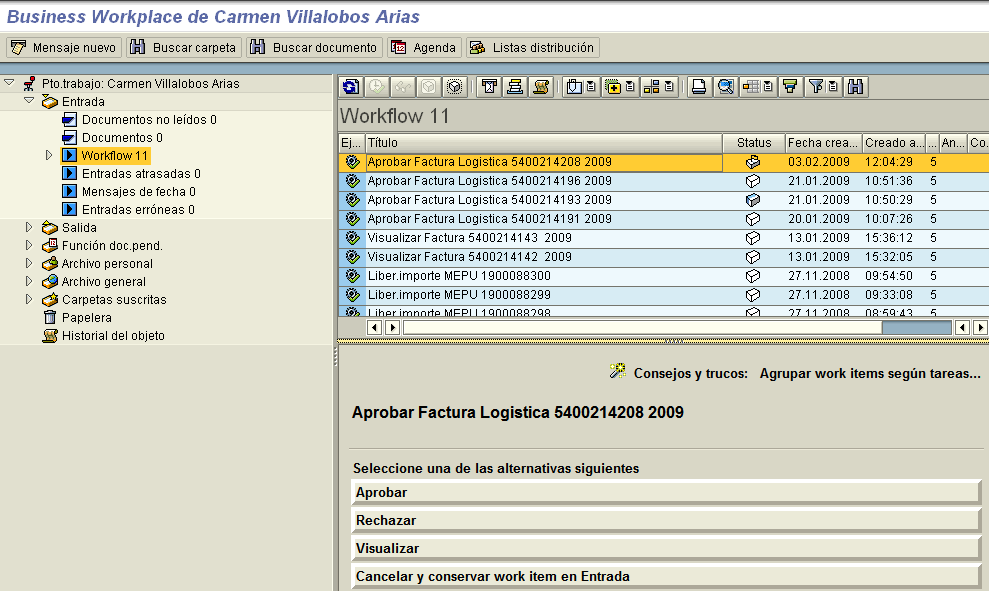 Business Workplace de Carmen Villalobos Arias
Mensaje nuevo Buscar carpeta Buscar documento Agenda Listas distribución
Pto.trabajo: Carmen Villalobos Arias
Entrada
Documentos no leídos 0
Documentos 0
Workflow 11
Entradas atrasadas 0
Mensajes de fecha 0
Entradas erróneas 0
Salida
Función doc.pend.
Archivo personal
Archivo general
Carpetas suscritas
Papelera
Historial del objeto
Workflow 11
Ej... Título Status Fecha crea... Creado a... ... An... Co.
Aprobar Factura Logistica 5400214208 2009 03.02.2009 12:04:29 5
Aprobar Factura Logistica 5400214196 2009 21.01.2009 10:51:36 5
Aprobar Factura Logistica 5400214193 2009 21.01.2009 10:50:29 5
Aprobar Factura Logistica 5400214191 2009 20.01.2009 10:07:26 5
Visualizar Factura 5400214143 2009 13.01.2009 15:36:12 5
Visualizar Factura 5400214142 2009 13.01.2009 15:32:05 5
Liber.importe MEPU 1900088300 27.11.2008 09:54:50 5
Liber.importe MEPU 1900088299 27.11.2008 09:33:08 5
Liber.importe MEPU 1900088298 27.11.2008 08:59:43 5
Consejos y trucos: Agrupar work items según tareas...
Aprobar Factura Logistica 5400214208 2009
Seleccione una de las alternativas siguientes
Aprobar
Rechazar
Visualizar
Cancelar y conservar work item en Entrada